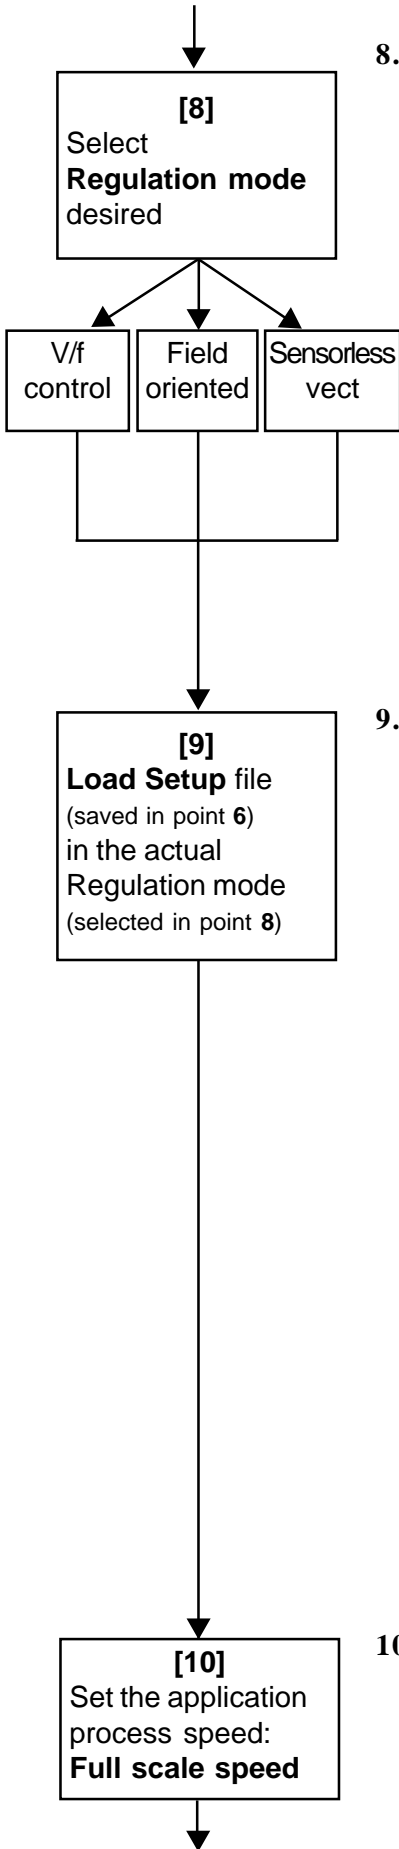 8.
[8]
Select
Regulation mode
desired
V/f
control
Field
oriented
Sensorless
vect
9.
[9]
Load Setup file
(saved in point 6)
in the actual
Regulation mode
(selected in point 8)
10
[10]
Set the application
process speed:
Full scale speed